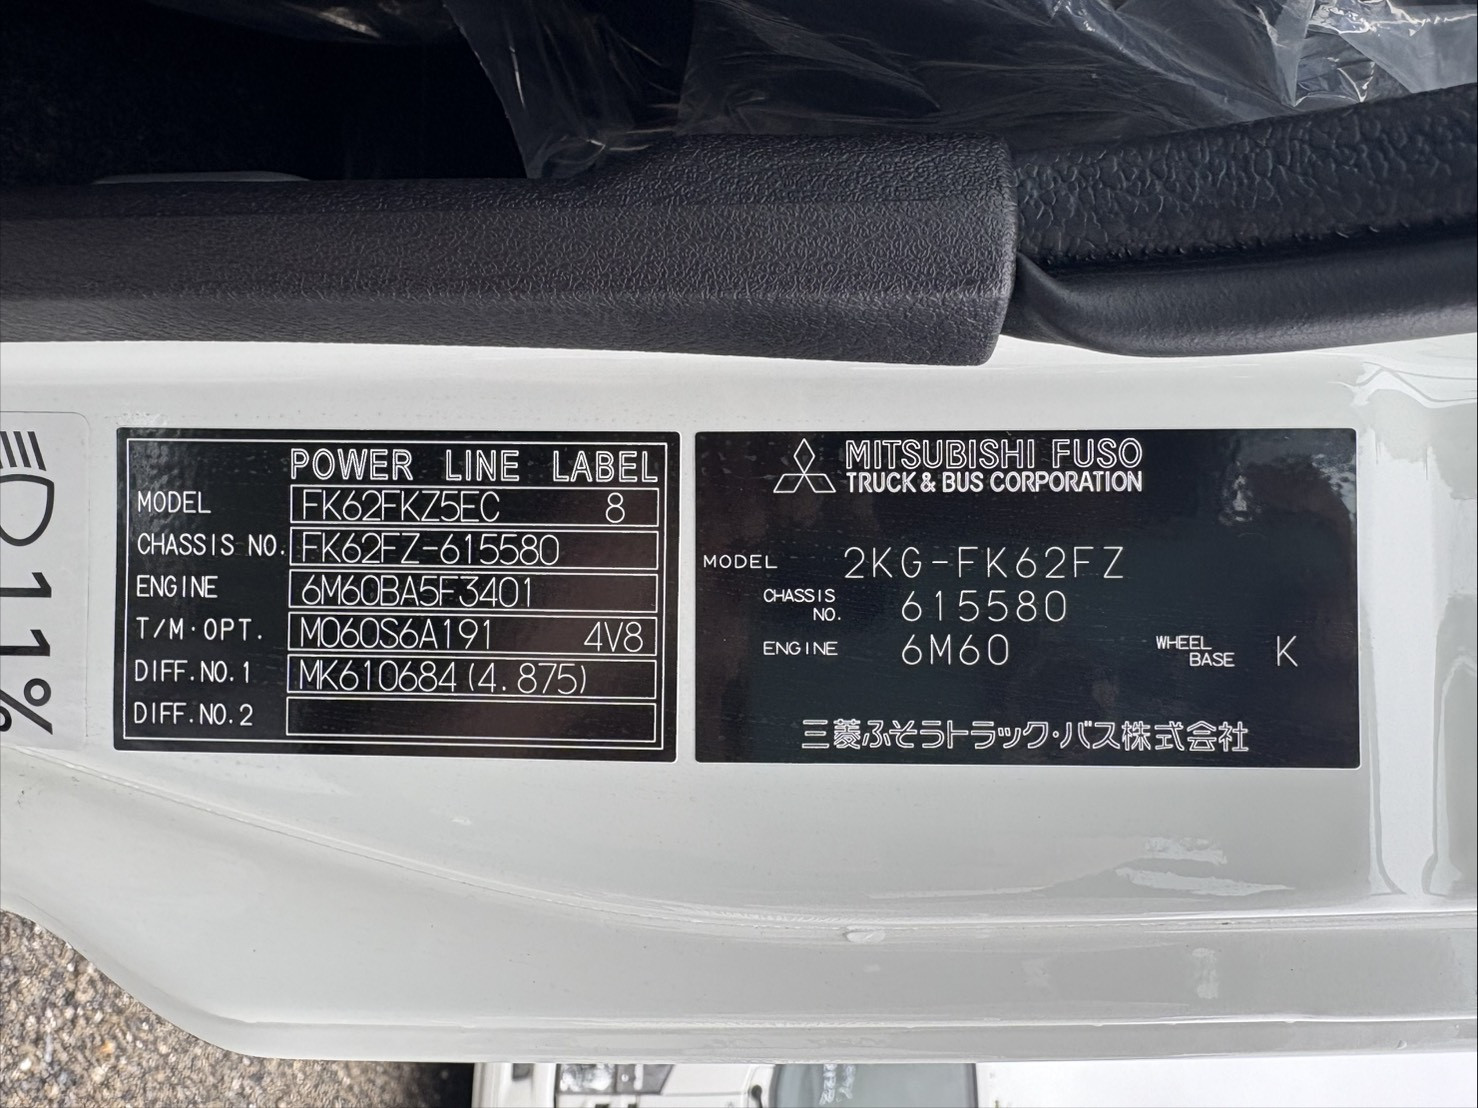 11%
POWER LINE LABEL
MODEL FK62FKZ5EC 8
CHASSIS NO. FK62FZ-615580
ENGINE 6M60BA5F3401
T/M·OPT. M060S6A191 4V8
DIFF.NO.1 MK610684(4.875)
DIFF.NO.2
MITSUBISHI FUSO
TRUCK & BUS CORPORATION
MODEL 2KG-FK62FZ
CHASSIS NO. 615580
ENGINE 6M60 WHEEL BASE K
三菱ふそうトラック・バス株式会社